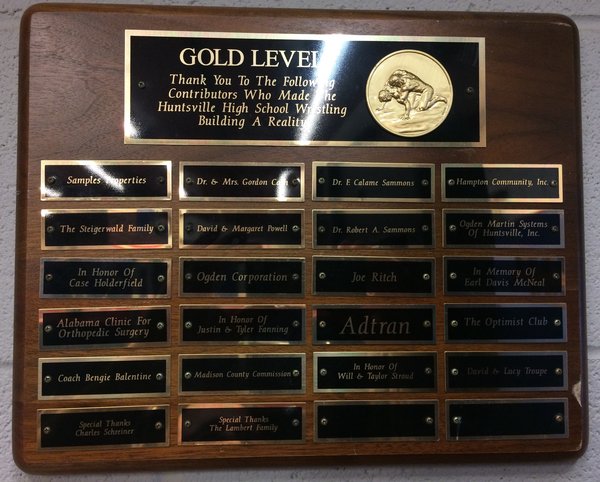 GOLD LEVEL
Thank You To The Following
Contributors Who Made The
Huntsville High School Wrestling
Building A Reality
Samples Properties
Dr. & Mrs. Gordon Cash
Dr. F. Calame Sammons
Hampton Community, Inc.
The Steigerwald Family
David & Margaret Powell
Dr. Robert A. Sammons
Ogden Martin Systems
Of Huntsville, Inc.
In Honor Of
Case Holderfield
Ogden Corporation
Joe Ritch
In Memory Of
Earl Davis McNeal
Alabama Clinic For
Orthopedic Surgery
In Honor Of
Justin & Tyler Fanning
Adtran
The Optimist Club
Coach Bengie Balentine
Madison County Commission
In Honor Of
Will & Taylor Stroud
David & Lucy Troupe
Special Thanks
Charles Schreiner
Special Thanks
The Lambert Family